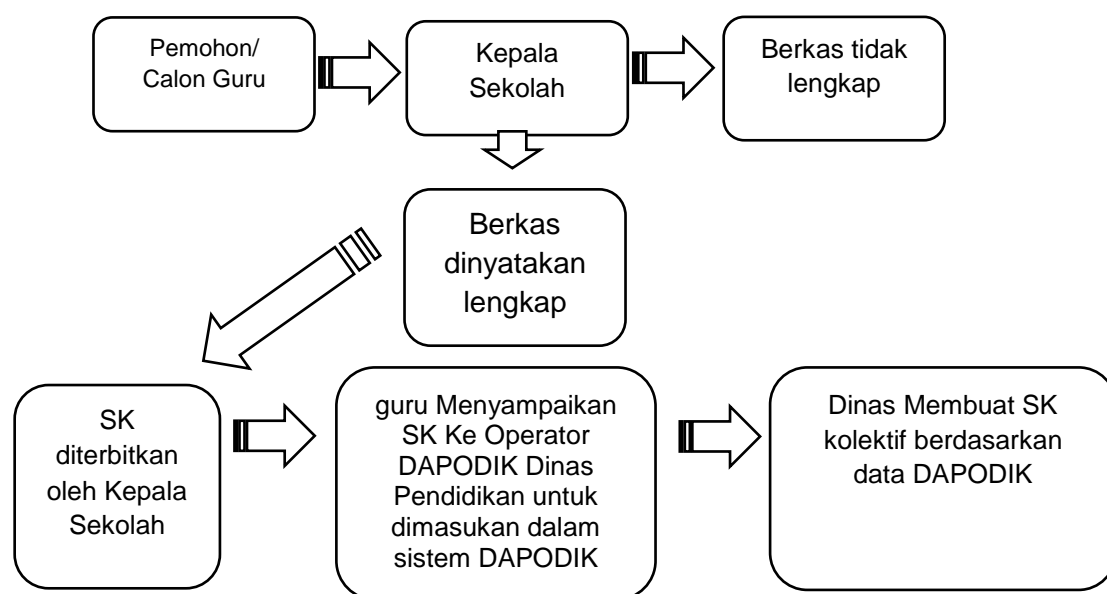 Pemohon/
Calon Guru
Kepala
Sekolah
Berkas tidak
lengkap
Berkas
dinyatakan
lengkap
SK
diterbitkan
oleh Kepala
Sekolah
guru Menyampaikan
SK Ke Operator
DAPODIK Dinas
Pendidikan untuk
dimasukan dalam
sistem DAPODIK
Dinas Membuat SK
kolektif berdasarkan
data DAPODIK